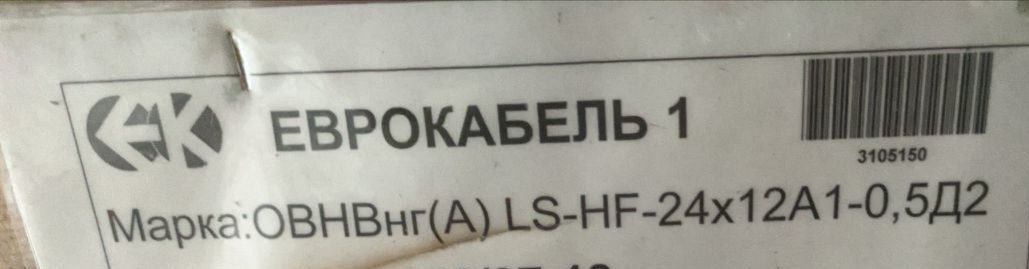 ЕВРОКАБЕЛЬ 1
3105150
Марка:ОВНВнг(А) LS-HF-24х12А1-0,5Д2